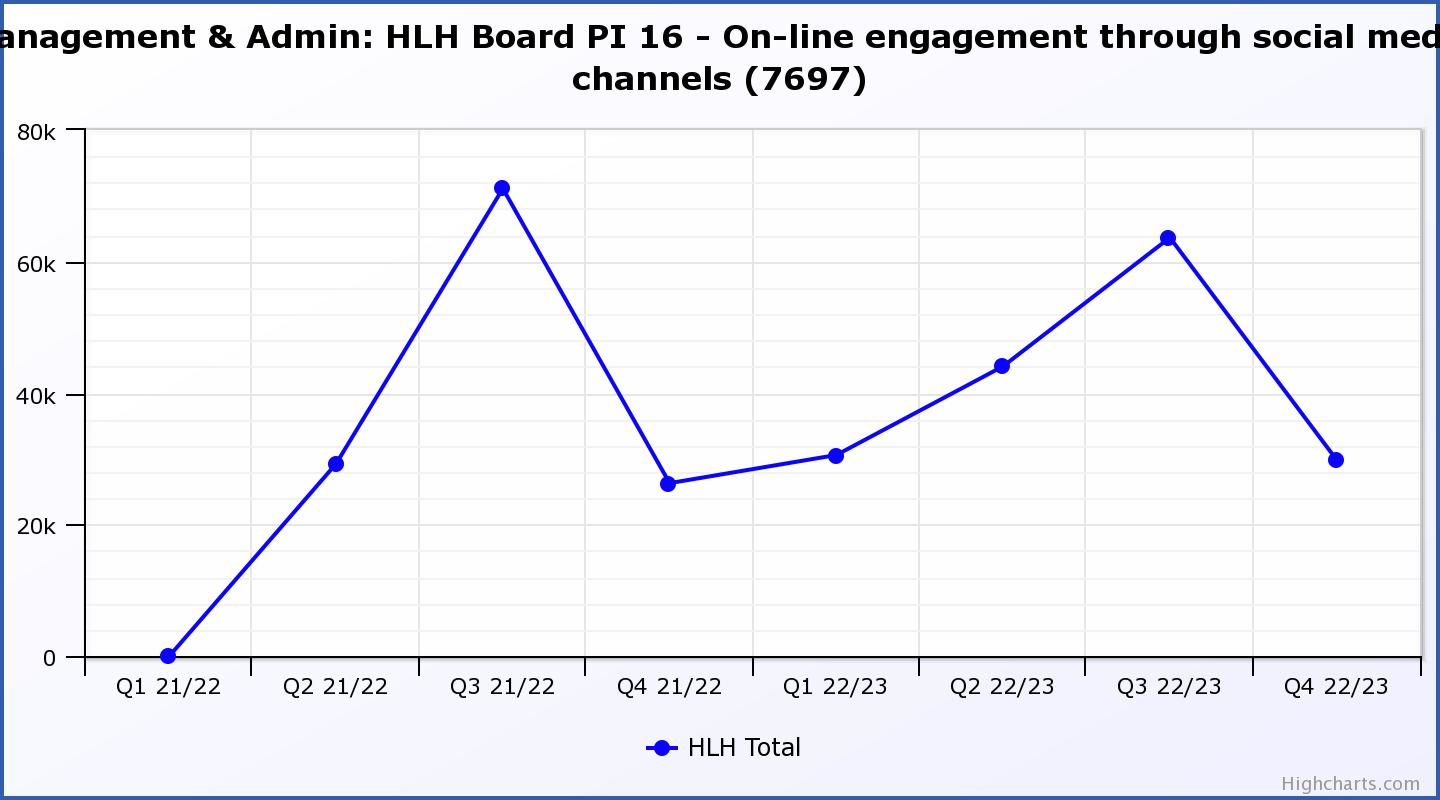 anagement & Admin: HLH Board PI 16 - On-line engagement through social med
channels (7697)
80k
60k
40k
20k
0
Q1 21/22 Q2 21/22 Q3 21/22 Q4 21/22 Q1 22/23 Q2 22/23 Q3 22/23 Q4 22/23
HLH Total
Highcharts.com